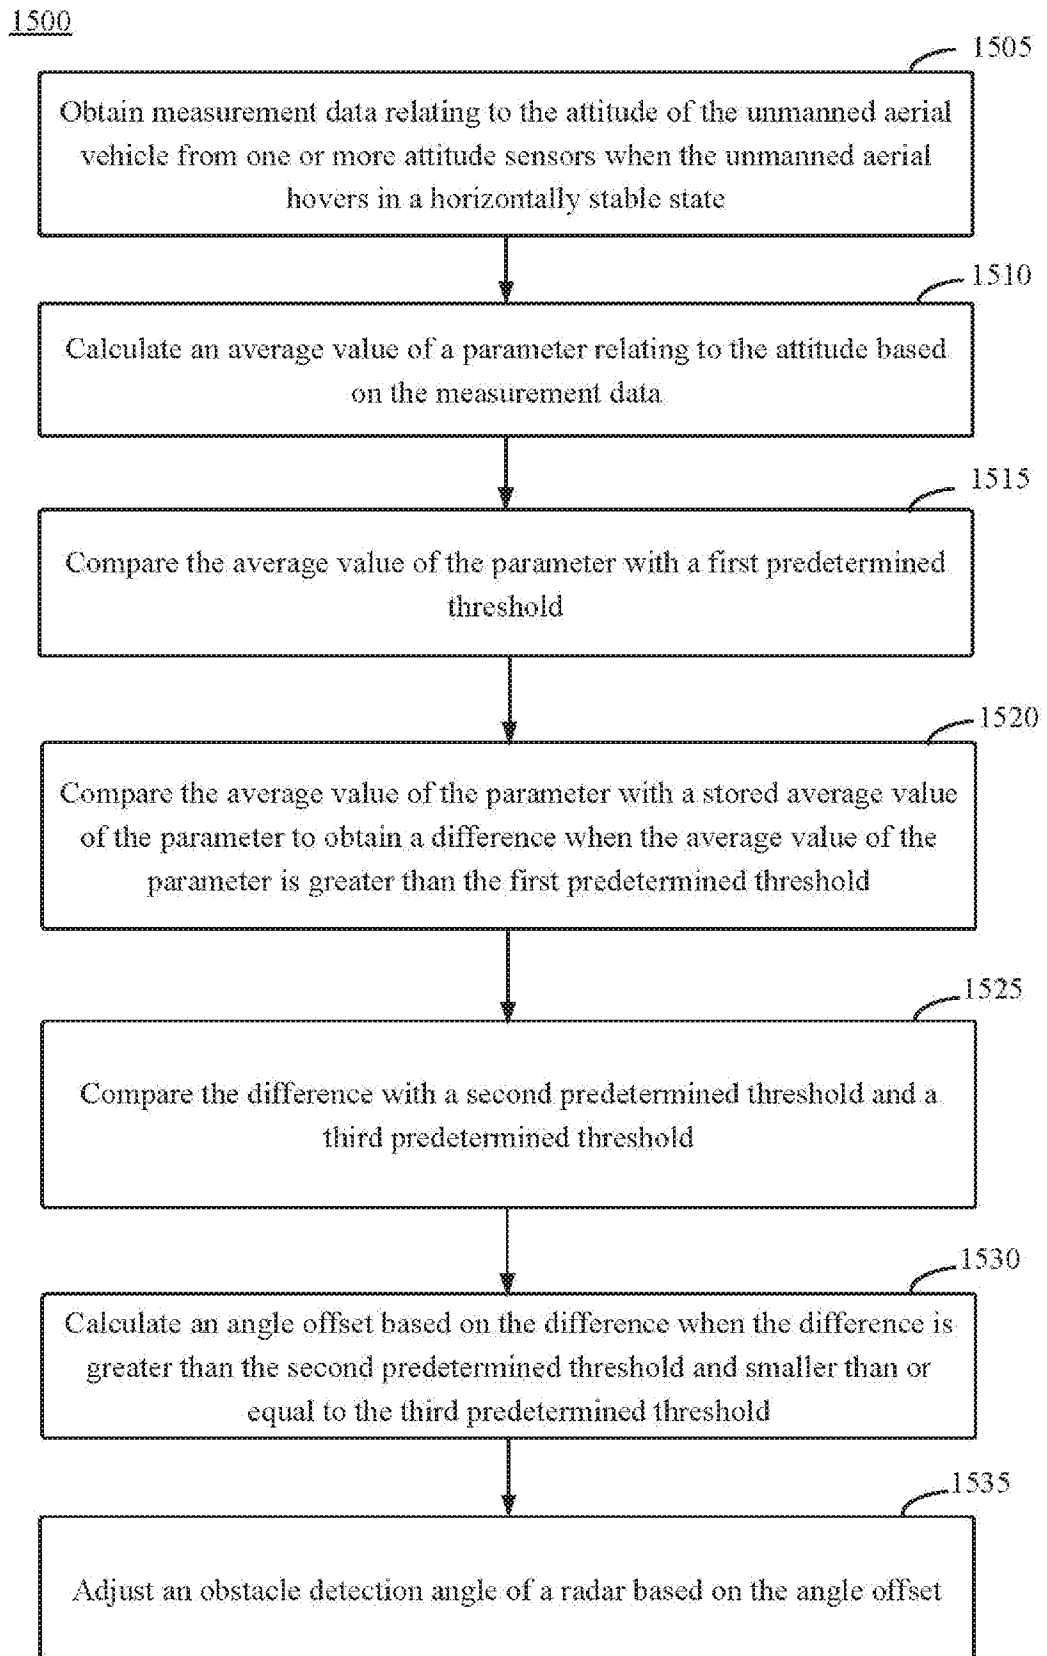 1500
1505
Obtain measurement data relating to the attitude of the unmanned aerial
vehicle from one or more attitude sensors when the unmanned aerial
hovers in a horizontally stable state
1510
Calculate an average value of a parameter relating to the attitude based
on the measurement data
1515
Compare the average value of the parameter with a first predetermined
threshold
1520
Compare the average value of the parameter with a stored average value
of the parameter to obtain a difference when the average value of the
parameter is greater than the first predetermined threshold
1525
Compare the difference with a second predetermined threshold and a
third predetermined threshold
1530
Calculate an angle offset based on the difference when the difference is
greater than the second predetermined threshold and smaller than or
equal to the third predetermined threshold
1535
Adjust an obstacle detection angle of a radar based on the angle offset